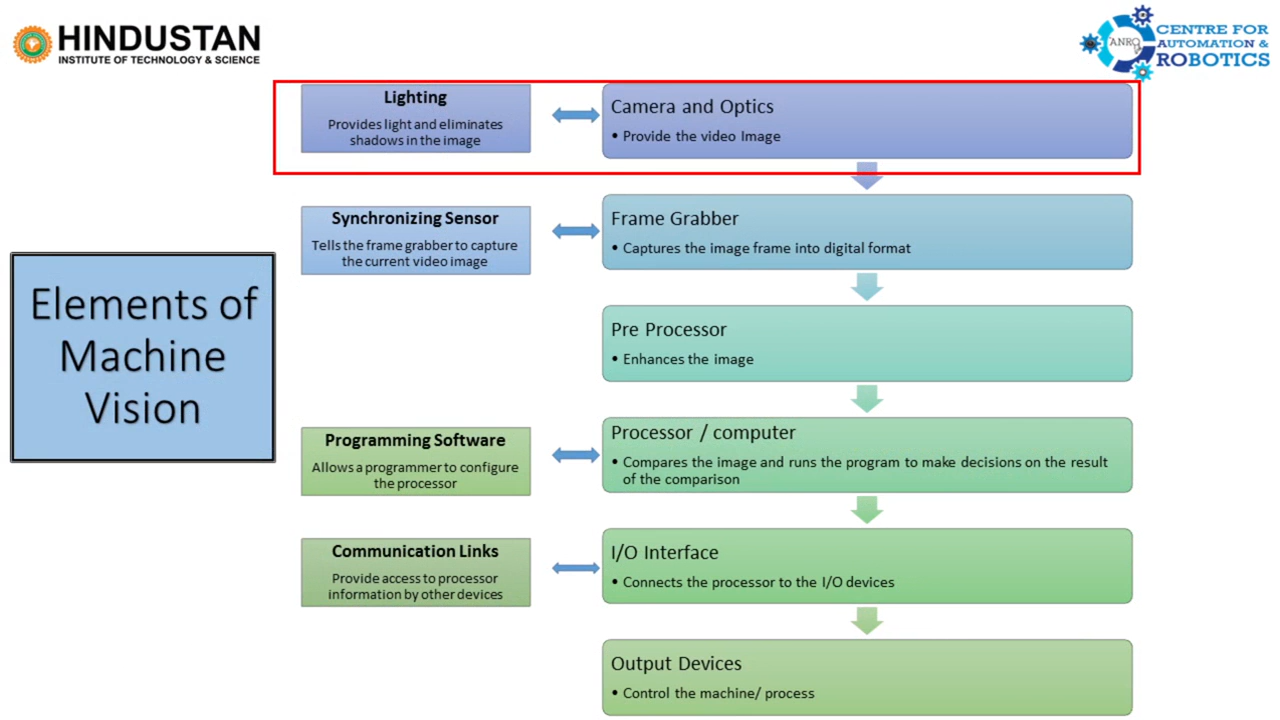 HINDUSTAN
INSTITUTE OF TECHNOLOGY & SCIENCE
ANRO
CENTRE FOR
AUTOMATION &
ROBOTICS
Elements of
Machine
Vision
Lighting
Provides light and eliminates
shadows in the image
Camera and Optics
• Provide the video Image
Synchronizing Sensor
Tells the frame grabber to capture
the current video image
Frame Grabber
• Captures the image frame into digital format
Pre Processor
• Enhances the image
Programming Software
Allows a programmer to configure
the processor
Processor / computer
• Compares the image and runs the program to make decisions on the result
of the comparison
Communication Links
Provide access to processor
information by other devices
I/O Interface
• Connects the processor to the I/O devices
Output Devices
• Control the machine/ process